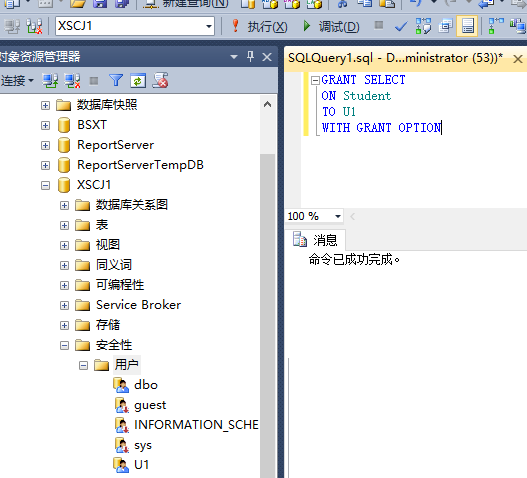 新建查询(N)
XSCJ1
执行(X)
调试(D)
对象资源管理器
连接
数据库快照
BSXT
ReportServer
ReportServerTempDB
XSCJ1
数据库关系图
表
视图
同义词
可编程性
Service Broker
存储
安全性
用户
dbo
guest
INFORMATION_SCHE
sys
U1
SQLQuery1.sql - D...ministrator (53))*
GRANT SELECT
ON Student
TO U1
WITH GRANT OPTION
100 %
消息
命令已成功完成。